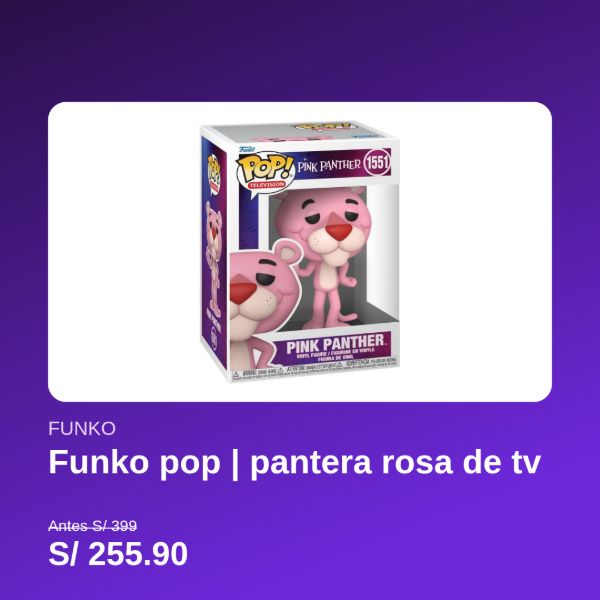 Funko
POP!
TELEVISION
PINK PANTHER
1551
PINK PANTHER
VINYL FIGURE / FIGURINE EN VINYLE
FIGURA DE VINIL
FUNKO
Funko pop | pantera rosa de tv
Antes S/ 399
S/ 255.90